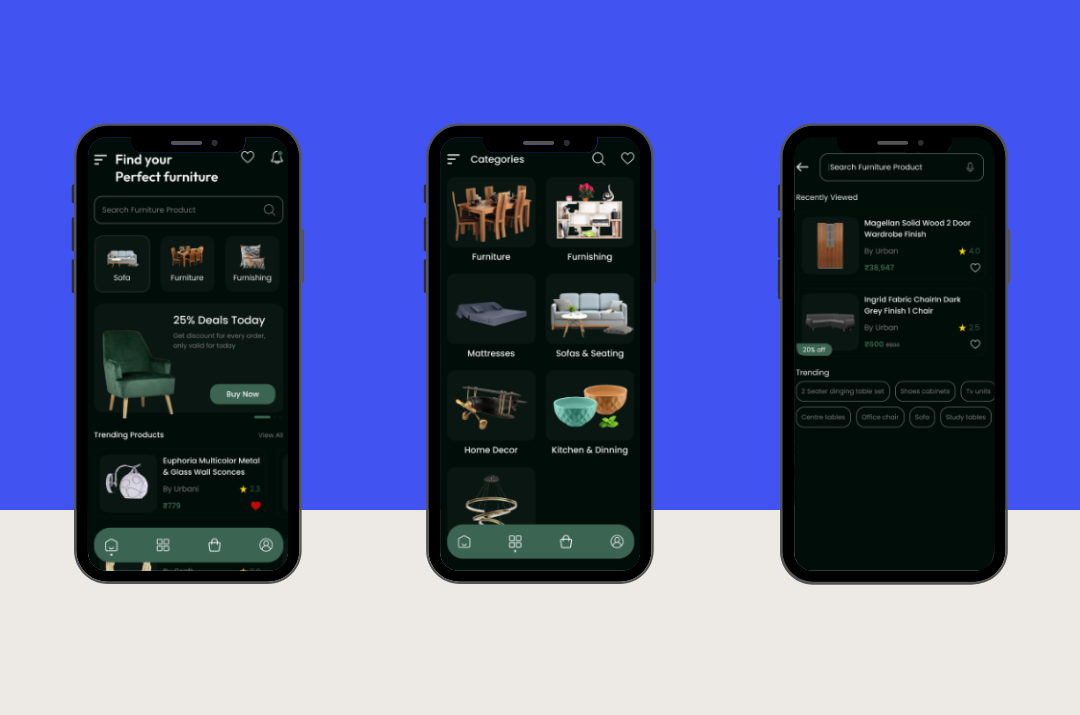 Find your
Perfect furniture
Search Furniture Product
Sofa
Furniture
Furnishing
25% Deals Today
Get discount for every order,
only valid for today
Buy Now
Trending Products
View All
Euphoria Multicolor Metal
& Glass Wall Sconces
By Urbani
2.3
₹779
Categories
Furniture
Furnishing
Mattresses
Sofas & Seating
Home Decor
Kitchen & Dinning
Search Furniture Product
Recently Viewed
Magellan Solid Wood 2 Door
Wardrobe Finish
By Urban
4.0
₹38,947
Ingrid Fabric ChairIn Dark
Grey Finish 1 Chair
By Urban
2.5
₹600
20% off
Trending
2 Seater dinging table set
Shoes cabinets
Tv units
Centre tables
Office chair
Sofa
Study tables